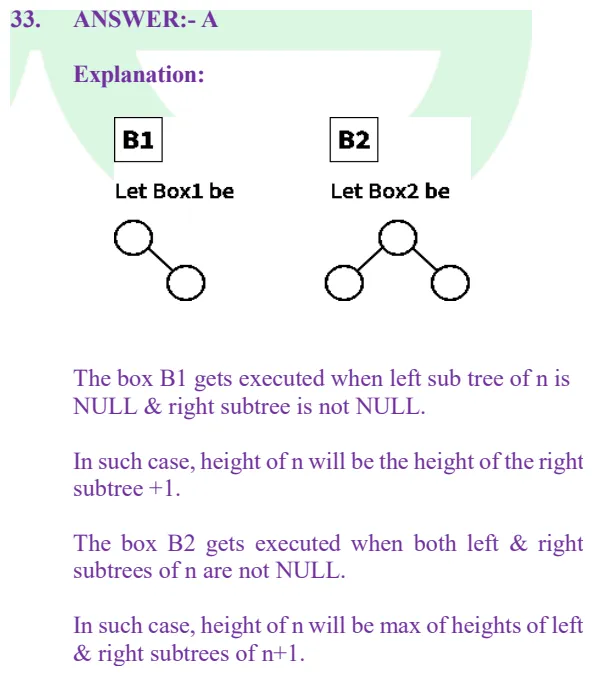 33. ANSWER:- A
Explanation:
B1 B2
Let Box1 be Let Box2 be
The box B1 gets executed when left sub tree of n is
NULL & right subtree is not NULL.
In such case, height of n will be the height of the right
subtree +1.
The box B2 gets executed when both left & right
subtrees of n are not NULL.
In such case, height of n will be max of heights of left
& right subtrees of n+1.